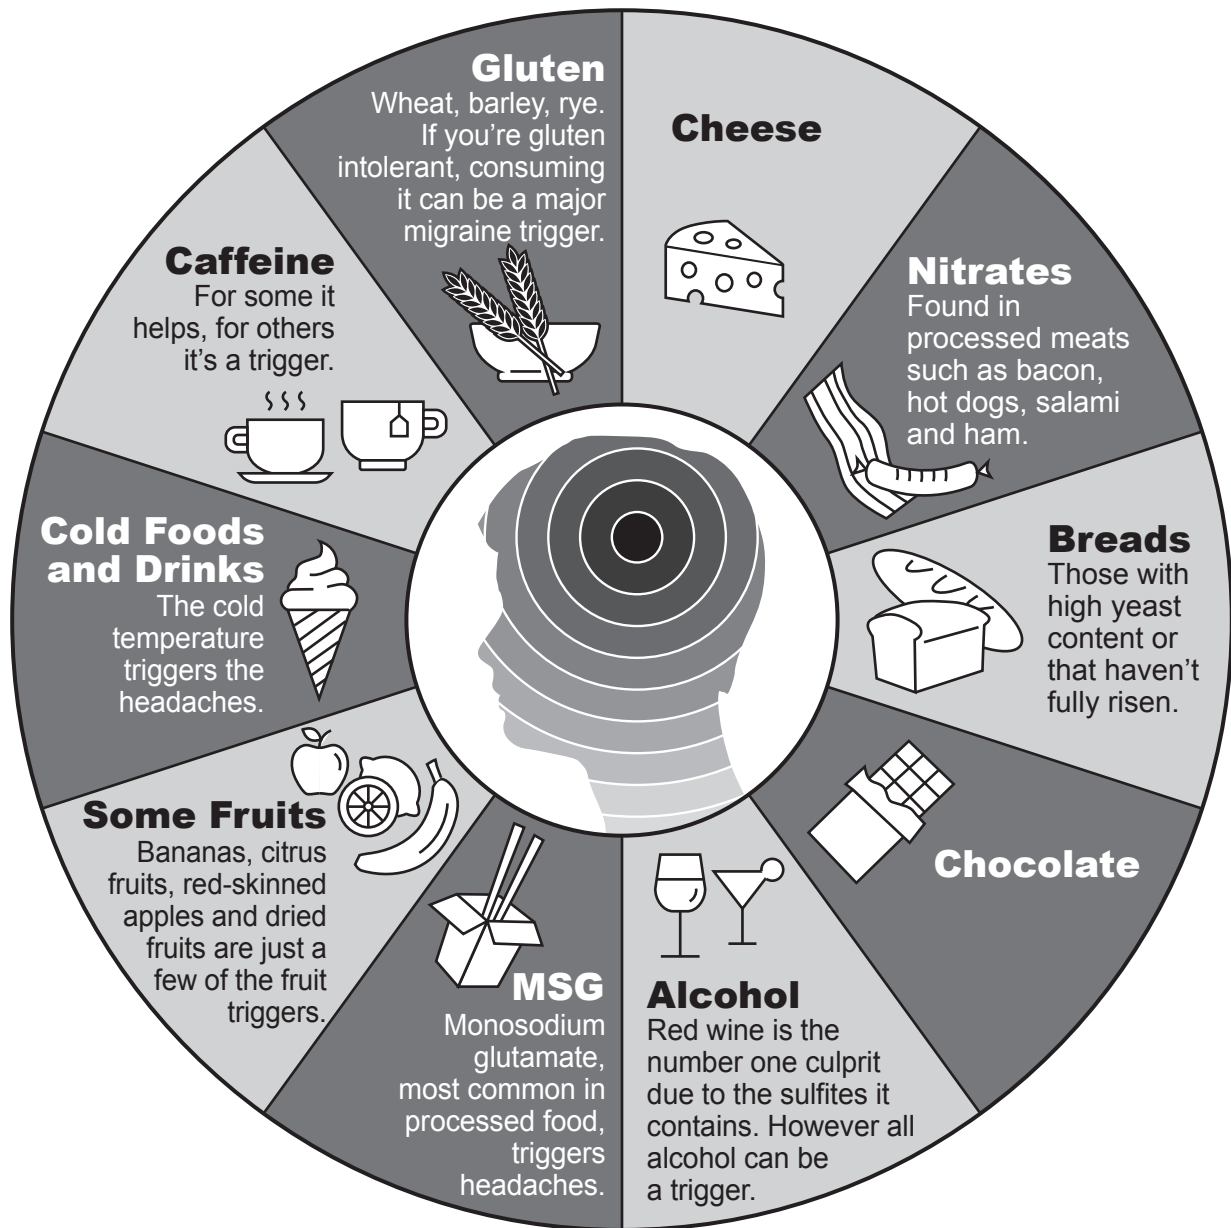 Gluten
Wheat, barley, rye.
If you’re gluten
intolerant, consuming
it can be a major
migraine trigger.
Cheese
Nitrates
Found in
processed meats
such as bacon,
hot dogs, salami
and ham.
Breads
Those with
high yeast
content or
that haven’t
fully risen.
Chocolate
Alcohol
Red wine is the
number one culprit
due to the sulfites it
contains. However all
alcohol can be
a trigger.
MSG
Monosodium
glutamate,
most common in
processed food,
triggers
headaches.
Some Fruits
Bananas, citrus
fruits, red-skinned
apples and dried
fruits are just a
few of the fruit
triggers.
Cold Foods
and Drinks
The cold
temperature
triggers the
headaches.
Caffeine
For some it
helps, for others
it’s a trigger.